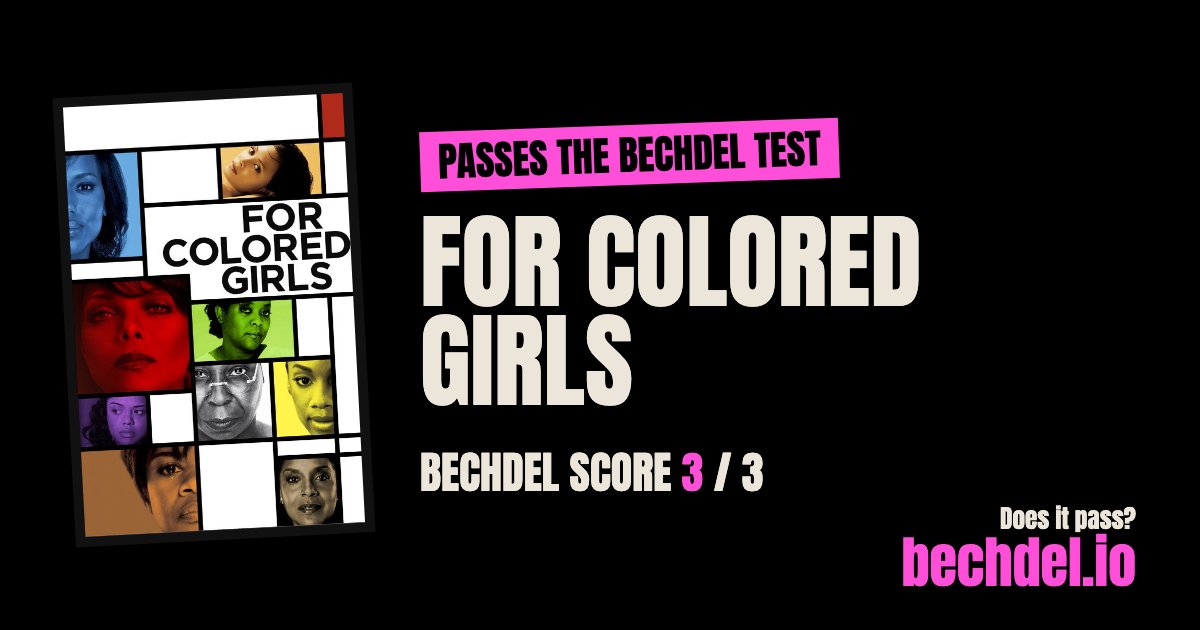 FOR
COLORED
GIRLS
PASSES THE BECHDEL TEST
FOR COLORED
GIRLS
BECHDEL SCORE 3 / 3
Does it pass?
bechdel.io